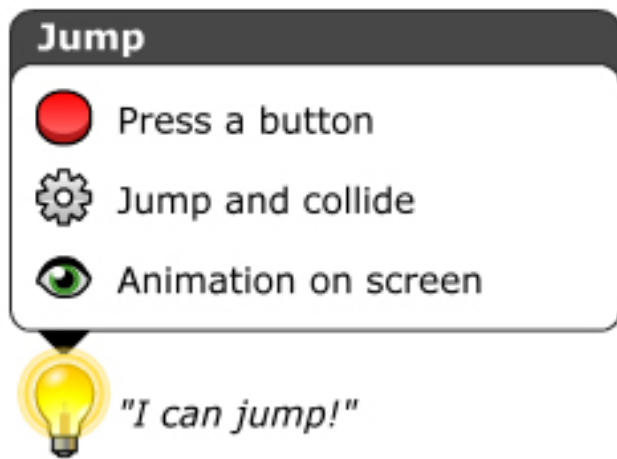 Jump
Press a button
Jump and collide
Animation on screen
"I can jump!"